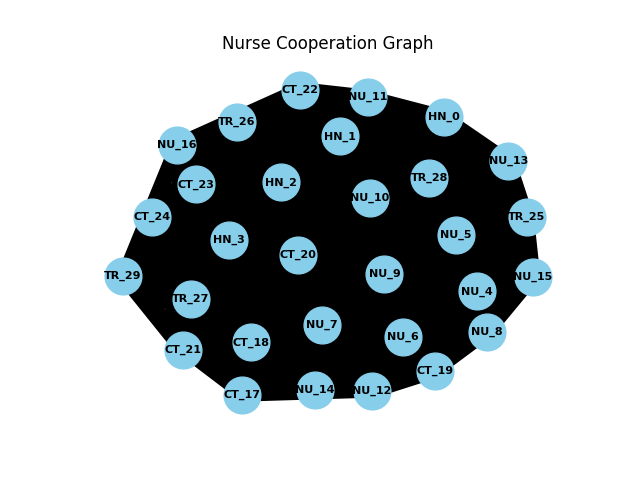 Nurse Cooperation Graph
CT_22
NU_11
HN_0
TR_26
HN_1
NU_16
NU_13
CT_23
HN_2
TR_28
NU_10
CT_24
TR_25
HN_3
NU_5
CT_20
TR_29
NU_9
NU_15
TR_27
NU_4
NU_7
NU_8
CT_21
CT_18
NU_6
CT_19
CT_17
NU_14
NU_12